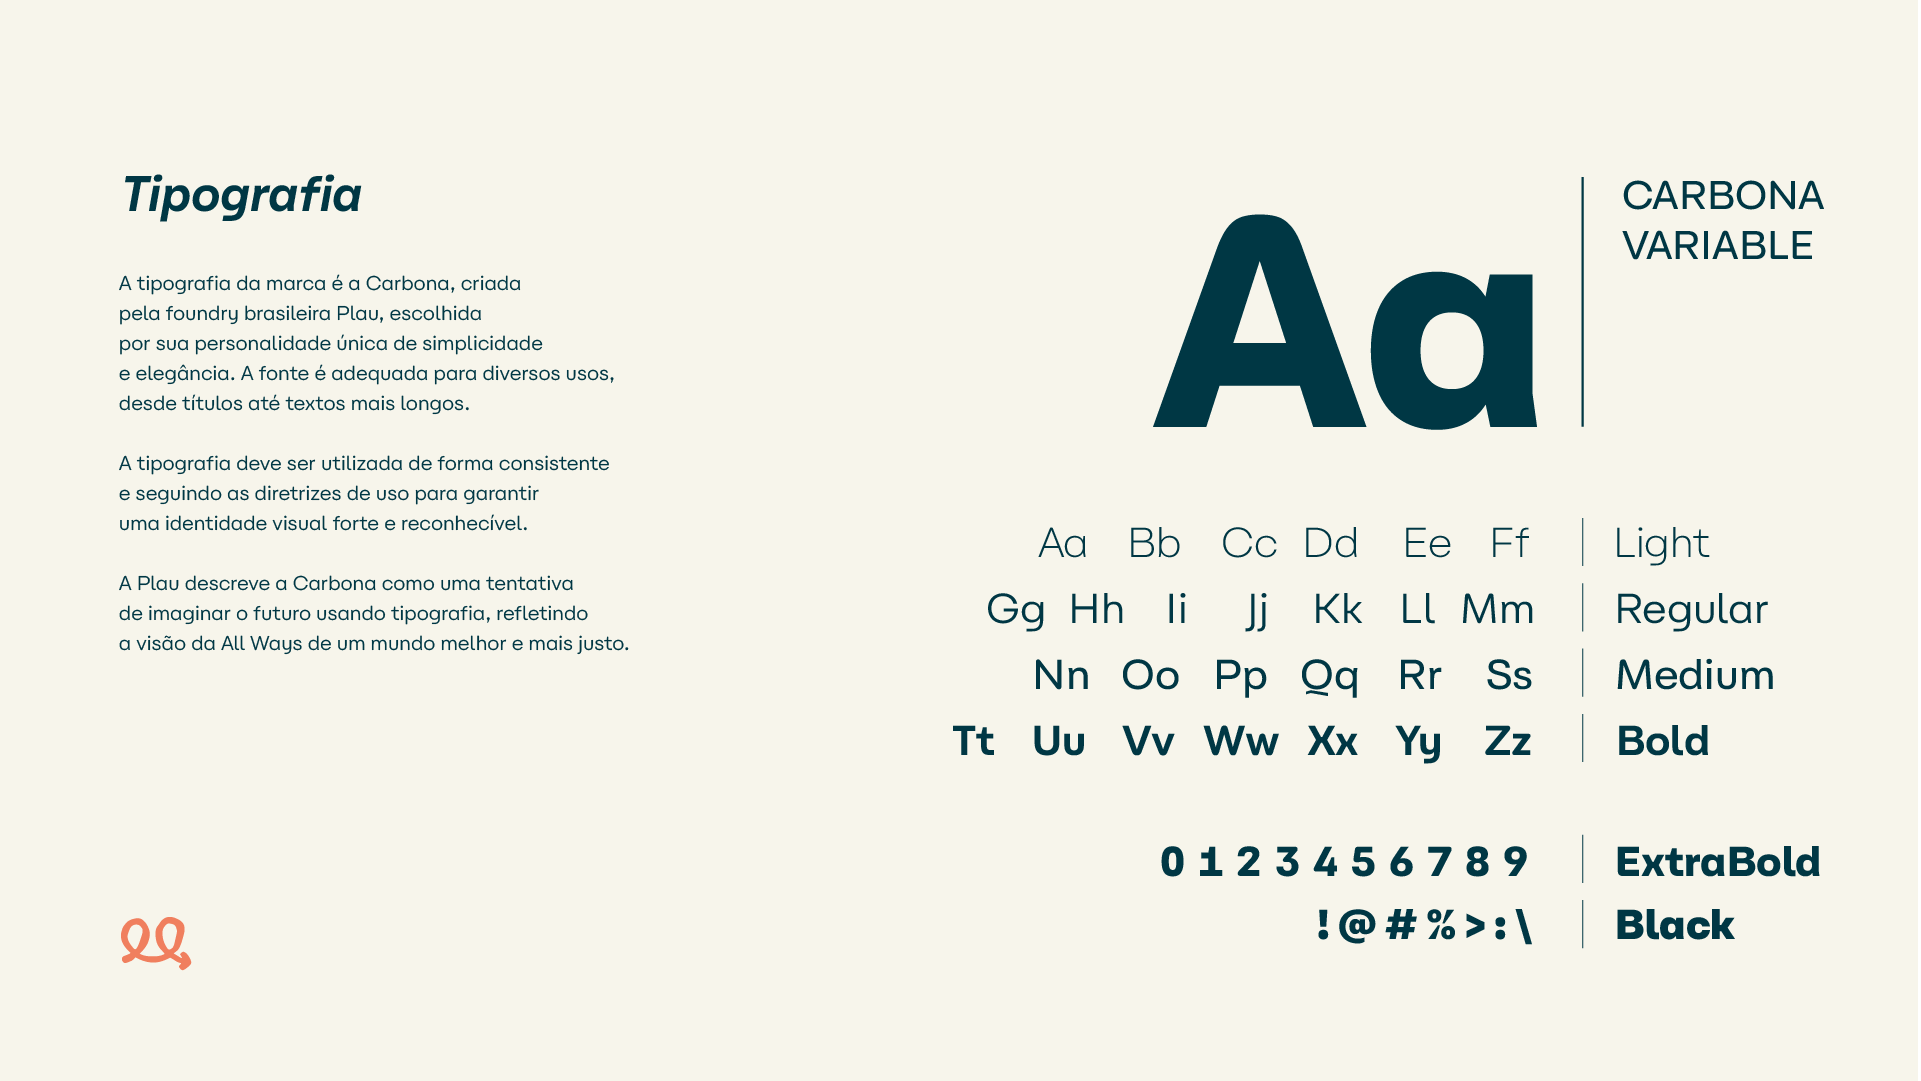 Tipografia
A tipografia da marca é a Carbona, criada
pela foundry brasileira Plau, escolhida
por sua personalidade única de simplicidade
e elegância. A fonte é adequada para diversos usos,
desde títulos até textos mais longos.
A tipografia deve ser utilizada de forma consistente
e seguindo as diretrizes de uso para garantir
uma identidade visual forte e reconhecível.
A Plau descreve a Carbona como uma tentativa
de imaginar o futuro usando tipografia, refletindo
a visão da All Ways de um mundo melhor e mais justo.
Aa
CARBONA
VARIABLE
Aa Bb Cc Dd Ee Ff Light
Gg Hh Ii Jj Kk Ll Mm Regular
Nn Oo Pp Qq Rr Ss Medium
Tt Uu Vv Ww Xx Yy Zz Bold
0 1 2 3 4 5 6 7 8 9 ExtraBold
! @ # % > : \ Black